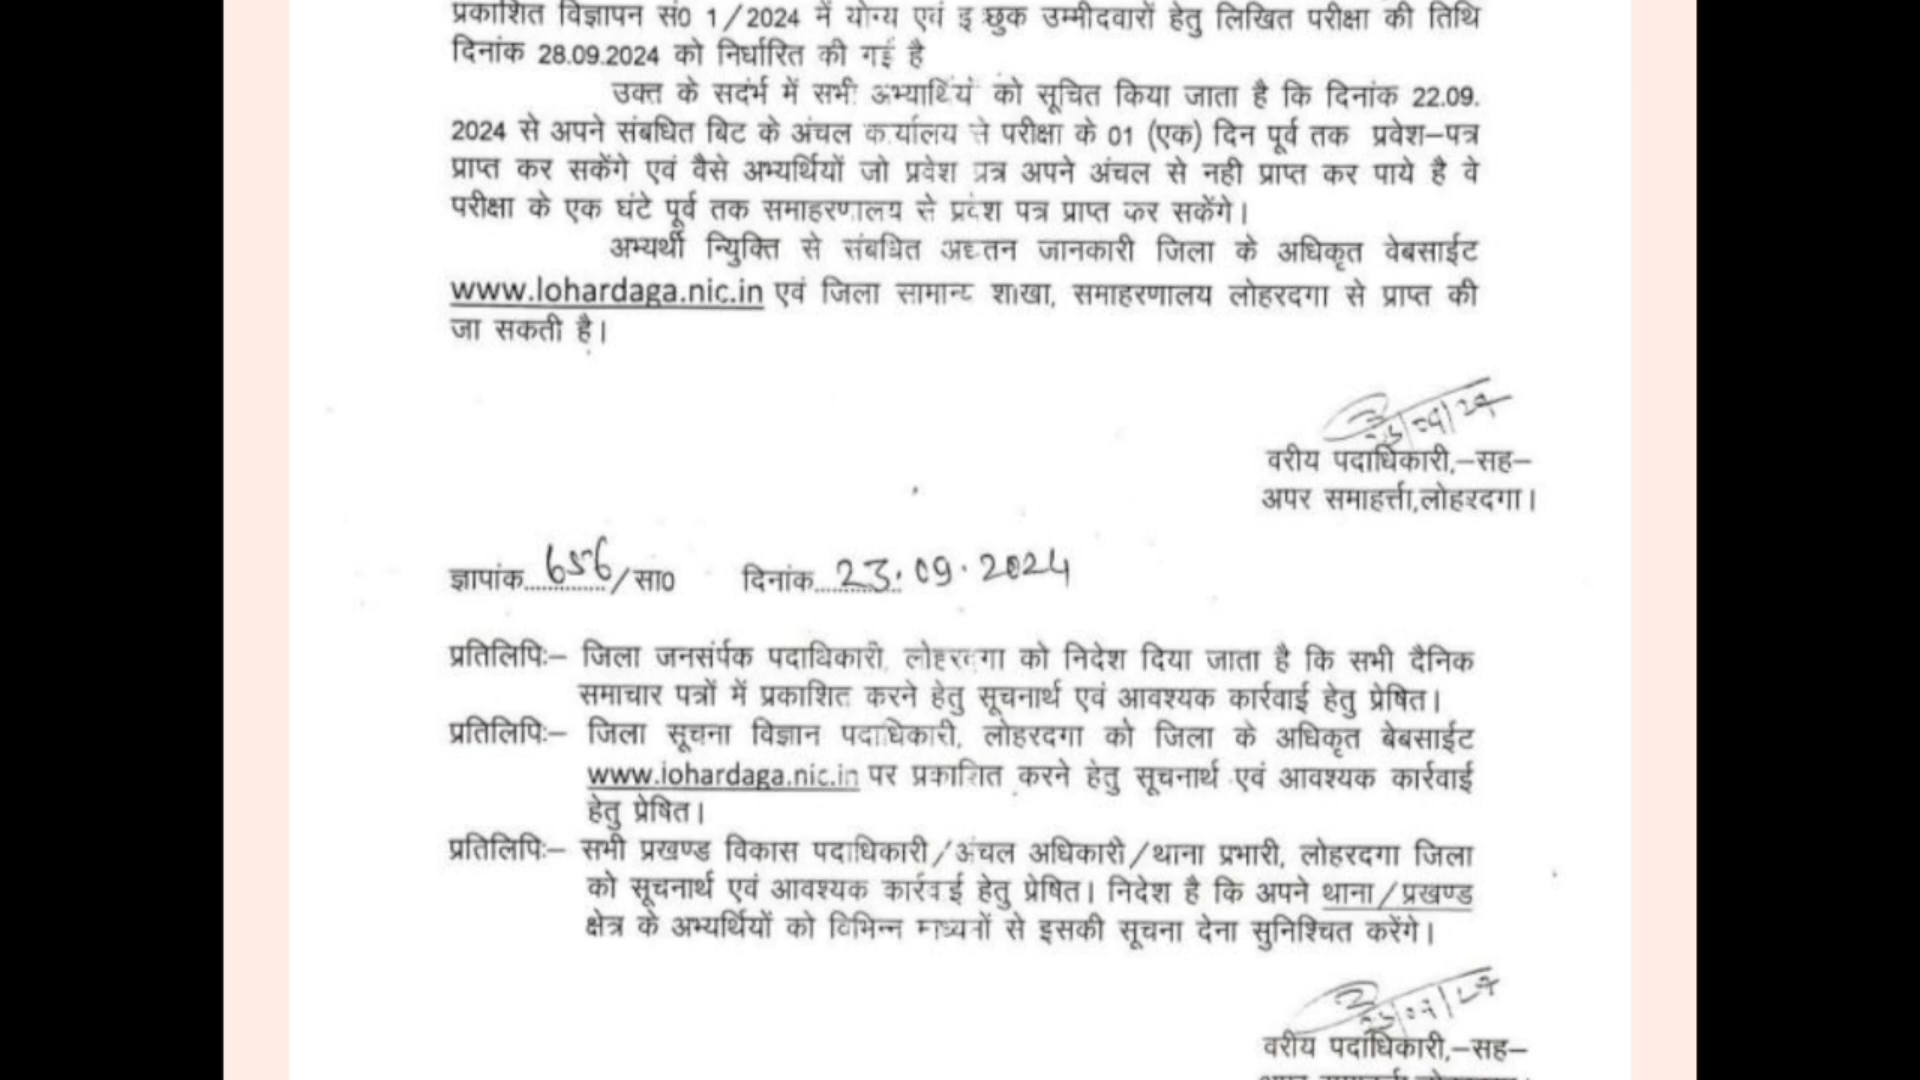 प्रकाशित विज्ञापन सं0 1/2024 में योग्य एवं इच्छुक उम्मीदवारों हेतु लिखित परीक्षा की तिथि
दिनांक 28.09.2024 को निर्धारित की गई है
उक्त के सदंर्भ में सभी अभ्यार्थियं को सूचित किया जाता है कि दिनांक 22.09.
2024 से अपने संबधित बिट के अंचल कार्यालय से परीक्षा के 01 (एक) दिन पूर्व तक प्रवेश–पत्र
प्राप्त कर सकेंगे एवं वैसे अभ्यर्थियों जो प्रवेश पत्र अपने अंचल से नही प्राप्त कर पाये है वे
परीक्षा के एक घंटे पूर्व तक समाहरणालय से प्रवेश पत्र प्राप्त कर सकेंगे।
अभ्यर्थी नियुक्ति से संबधित अद्यतन जानकारी जिला के अधिकृत वेबसाईट
www.lohardaga.nic.in एवं जिला सामान्य शाखा, समाहरणालय लोहरदगा से प्राप्त की
जा सकती है।
वरीय पदाधिकारी,–सह–
अपर समाहर्त्ता,लोहरदगा।
ज्ञापांक 656/सा0 दिनांक 23.09.2024
प्रतिलिपिः– जिला जनसंर्पक पदाधिकारी, लोहरदगा को निदेश दिया जाता है कि सभी दैनिक
समाचार पत्रों में प्रकाशित करने हेतु सूचनार्थ एवं आवश्यक कार्रवाई हेतु प्रेषित।
प्रतिलिपिः– जिला सूचना विज्ञान पदाधिकारी, लोहरदगा को जिला के अधिकृत बेबसाईट
www.lohardaga.nic.in पर प्रकाशित करने हेतु सूचनार्थ एवं आवश्यक कार्रवाई
हेतु प्रेषित।
प्रतिलिपिः– सभी प्रखण्ड विकास पदाधिकारी/अंचल अधिकारी/थाना प्रभारी, लोहरदगा जिला
को सूचनार्थ एवं आवश्यक कार्रवाई हेतु प्रेषित। निदेश है कि अपने थाना/प्रखण्ड
क्षेत्र के अभ्यर्थियों को विभिन्न माध्यमों से इसकी सूचना देना सुनिश्चित करेंगे।
वरीय पदाधिकारी,–सह–